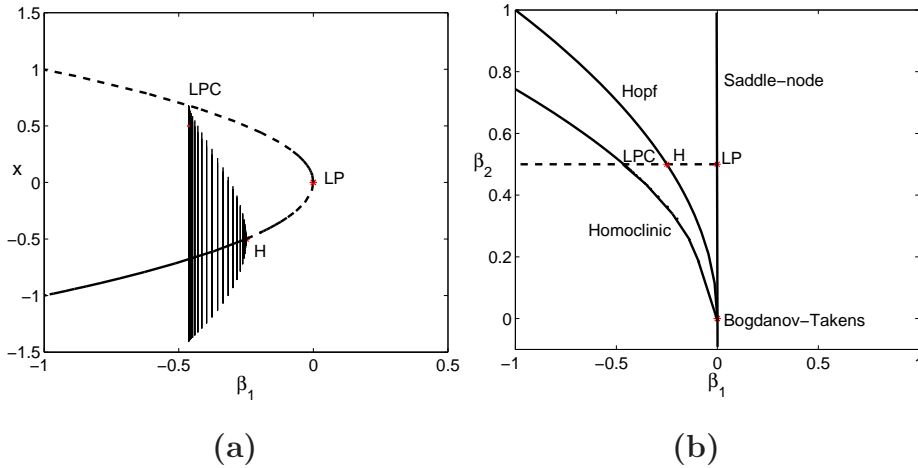 1.5
1
0.5
0
−0.5
−1
−1.5
x
LPC
LP
H
−1
−0.5
0
0.5
β1
(a)
1
0.8
0.6
0.4
0.2
0
β2
Hopf
Saddle−node
LPC
H
LP
Homoclinic
Bogdanov−Takens
−1
−0.5
0
0.5
1
β1
(b)